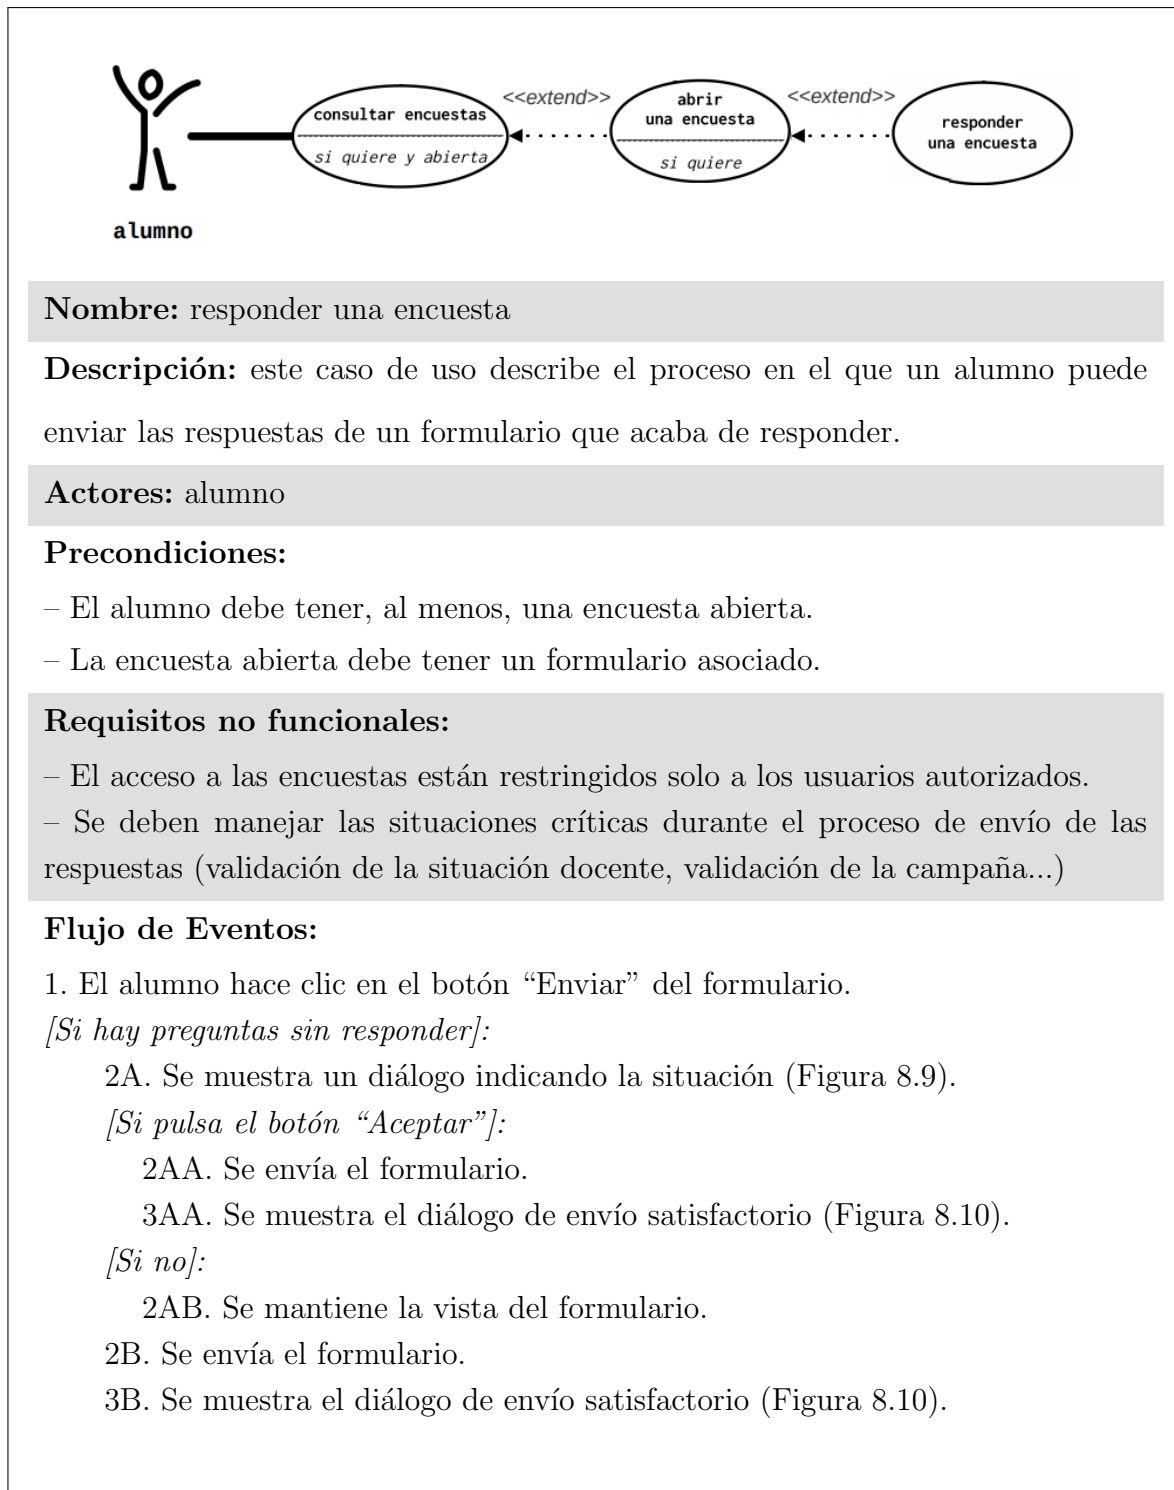 <<extend>>
<<extend>>
consultar encuestas
si quiere y abierta
abrir
una encuesta
si quiere
responder
una encuesta
alumno
Nombre: responder una encuesta
Descripción: este caso de uso describe el proceso en el que un alumno puede
enviar las respuestas de un formulario que acaba de responder.
Actores: alumno
Precondiciones:
– El alumno debe tener, al menos, una encuesta abierta.
– La encuesta abierta debe tener un formulario asociado.
Requisitos no funcionales:
– El acceso a las encuestas están restringidos solo a los usuarios autorizados.
– Se deben manejar las situaciones críticas durante el proceso de envío de las
respuestas (validación de la situación docente, validación de la campaña...)
Flujo de Eventos:
1. El alumno hace clic en el botón “Enviar” del formulario.
[Si hay preguntas sin responder]:
2A. Se muestra un diálogo indicando la situación (Figura 8.9).
[Si pulsa el botón “Aceptar”]:
2AA. Se envía el formulario.
3AA. Se muestra el diálogo de envío satisfactorio (Figura 8.10).
[Si no]:
2AB. Se mantiene la vista del formulario.
2B. Se envía el formulario.
3B. Se muestra el diálogo de envío satisfactorio (Figura 8.10).